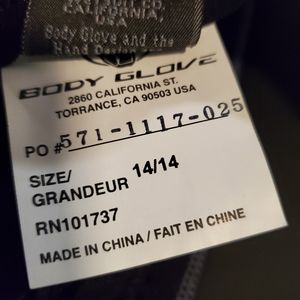 CALIFORNIA,
USA
Body Glove and the
Hand Design
BODY GLOVE
2860 CALIFORNIA ST.
TORRANCE, CA 90503 USA
PO # 571-1117-025
SIZE/
GRANDEUR 14/14
RN101737
MADE IN CHINA / FAIT EN CHINE